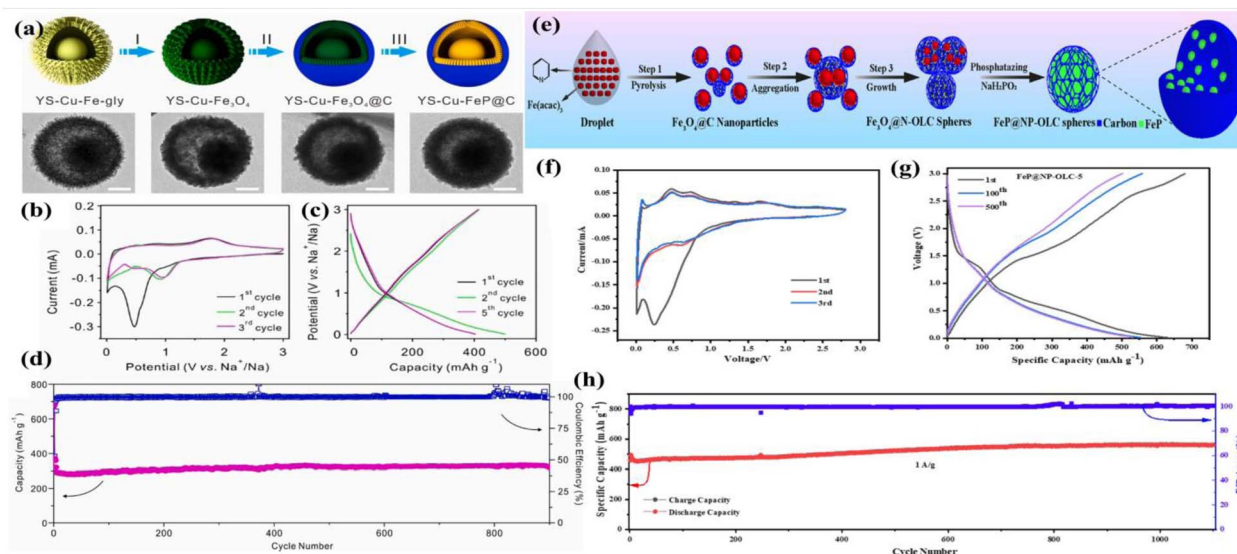 (a)
I II III
YS-Cu-Fe-gly YS-Cu-Fe₃O₄ YS-Cu-Fe₃O₄@C YS-Cu-FeP@C
(b)
Current (mA)
0.2
0.1
0.0
-0.1
-0.2
-0.3
1st cycle
2nd cycle
3rd cycle
0 1 2 3
Potential (V vs. Na+/Na)
(c)
Potential (V vs. Na+/Na)
3
2
1
0
1st cycle
2nd cycle
5th cycle
0 200 400 600
Capacity (mAh g⁻¹)
(d)
Capacity (mAh g⁻¹)
800
600
400
200
0
100
75
50
25
0
Coulombic Efficiency (%)
0 200 400 600 800
Cycle Number
(e)
Fe(acac)₃
Droplet
Step 1
Pyrolysis
Fe₃O₄@C Nanoparticles
Step 2
Aggregation
Step 3
Growth
Fe₃O₄@N-OLC Spheres
Phosphatazing
NaH₂PO₂
FeP@NP-OLC spheres
Carbon FeP
(f)
Current/mA
0.10
0.05
0.00
-0.05
-0.10
-0.15
-0.20
-0.25
1st
2nd
3rd
0.0 0.5 1.0 1.5 2.0 2.5 3.0
Voltage/V
(g)
Voltage (V)
3.0
2.5
2.0
1.5
1.0
0.5
0.0
1st FeP@NP-OLC-5
100th
500th
0 100 200 300 400 500 600 700 800
Specific Capacity (mAh g⁻¹)
(h)
Specific Capacity (mAh g⁻¹)
800
600
400
200
0
1 A/g
Charge Capacity
Discharge Capacity
100
80
60
40
20
0
0 200 400 600 800 1000
Cycle Number